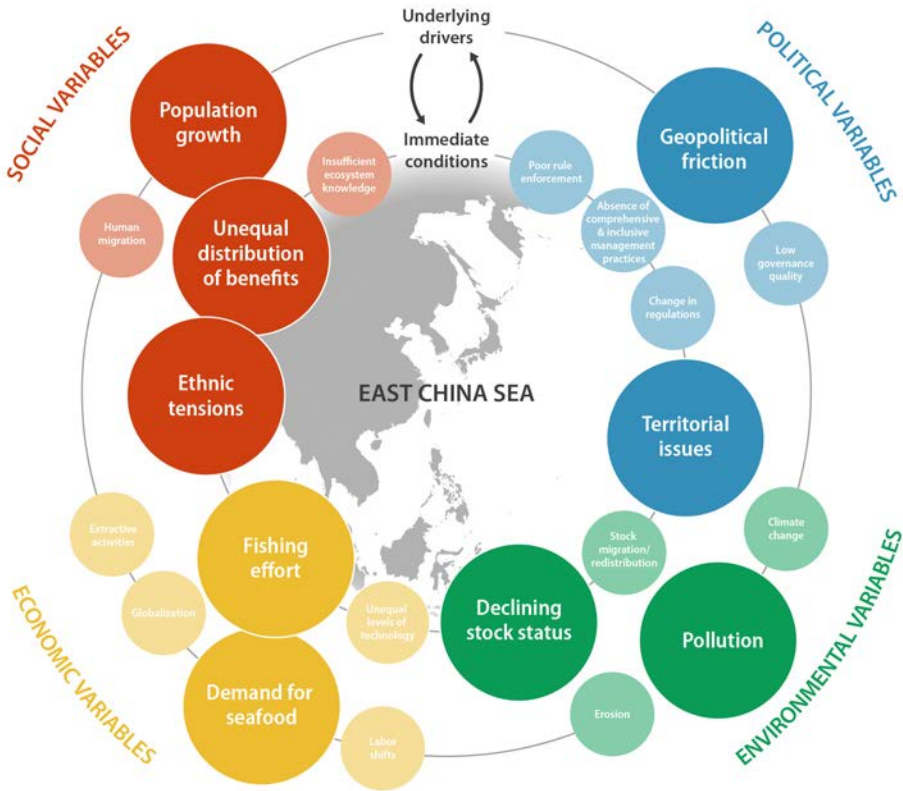 Underlying
drivers
Immediate
conditions
SOCIAL VARIABLES
POLITICAL VARIABLES
Population
growth
Insufficient
ecosystem
knowledge
Human
migration
Unequal
distribution
of benefits
Ethnic
tensions
Poor rule
enforcement
Geopolitical
friction
Absence of
comprehensive
& inclusive
management
practices
Low
governance
quality
Change in
regulations
EAST CHINA SEA
Territorial
issues
Extractive
activities
Fishing
effort
Globalization
Unequal
levels of
technology
Demand for
seafood
Labor
shifts
ECONOMIC VARIABLES
Stock
migration/
redistribution
Climate
change
Declining
stock status
Pollution
Erosion
ENVIRONMENTAL VARIABLES